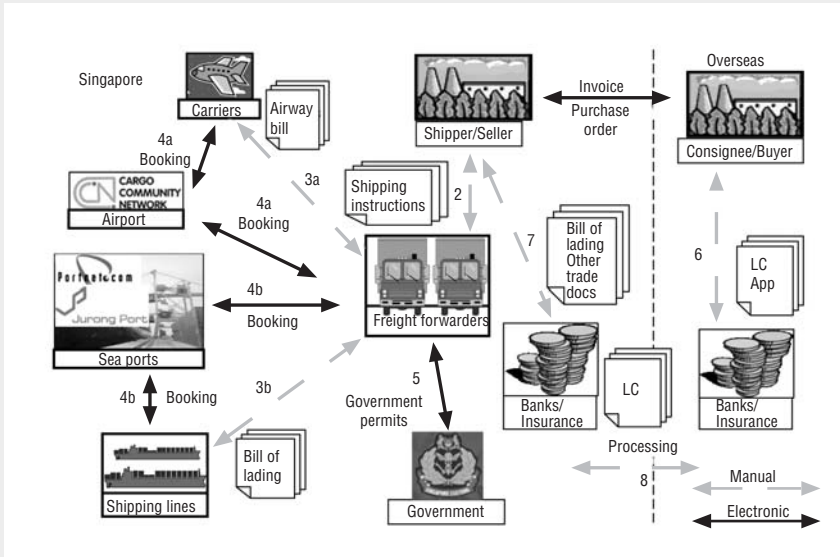 Singapore
Carriers
Airway
bill
4a
Booking
CARGO
COMMUNITY
NETWORK
Airport
4a
Booking
3a
Shipper/Seller
Invoice
Purchase
order
Overseas
Consignee/Buyer
Shipping
instructions
2
7
Bill of
lading
Other
trade
docs
6
LC
App
Portnet.com
Jurong Port
Sea ports
4b
Booking
Freight forwarders
4b
Booking
3b
5
Government
permits
Banks/
Insurance
LC
Banks/
Insurance
Shipping lines
Bill of
lading
Government
Processing
8
Manual
Electronic